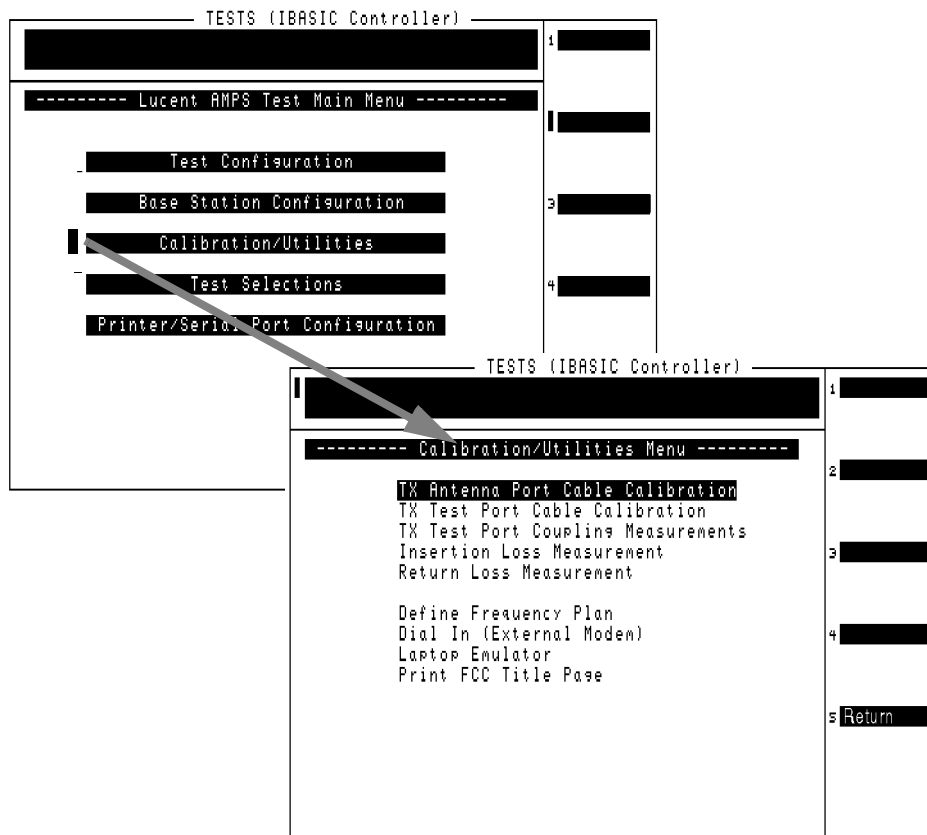 TESTS (IBASIC Controller)
1
--------- Lucent AMPS Test Main Menu ---------
Test Configuration
Base Station Configuration
3
Calibration/Utilities
Test Selections
4
Printer/Serial Port Configuration
TESTS (IBASIC Controller)
1
--------- Calibration/Utilities Menu ---------
2
TX Antenna Port Cable Calibration
TX Test Port Cable Calibration
TX Test Port Coupling Measurements
Insertion Loss Measurement
3
Return Loss Measurement
Define Frequency Plan
Dial In (External Modem)
4
Laptop Emulator
Print FCC Title Page
5 Return